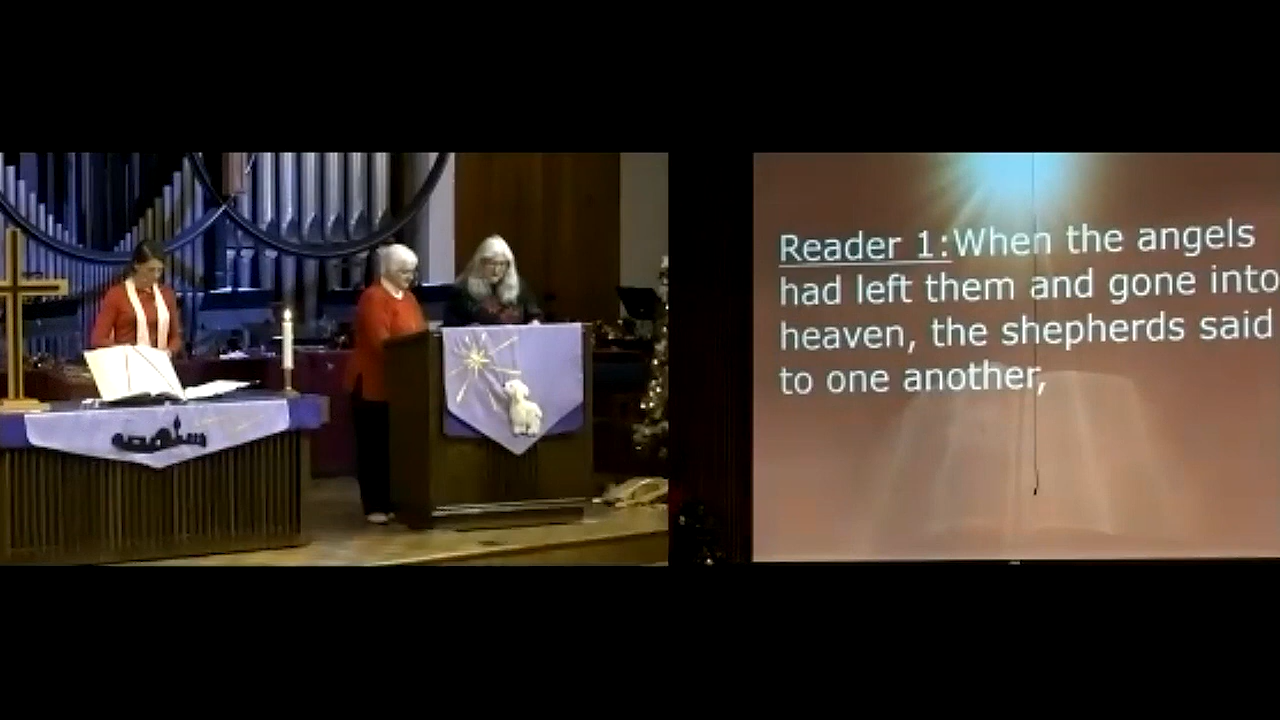 Reader 1:When the angels
had left them and gone into
heaven, the shepherds said
to one another,